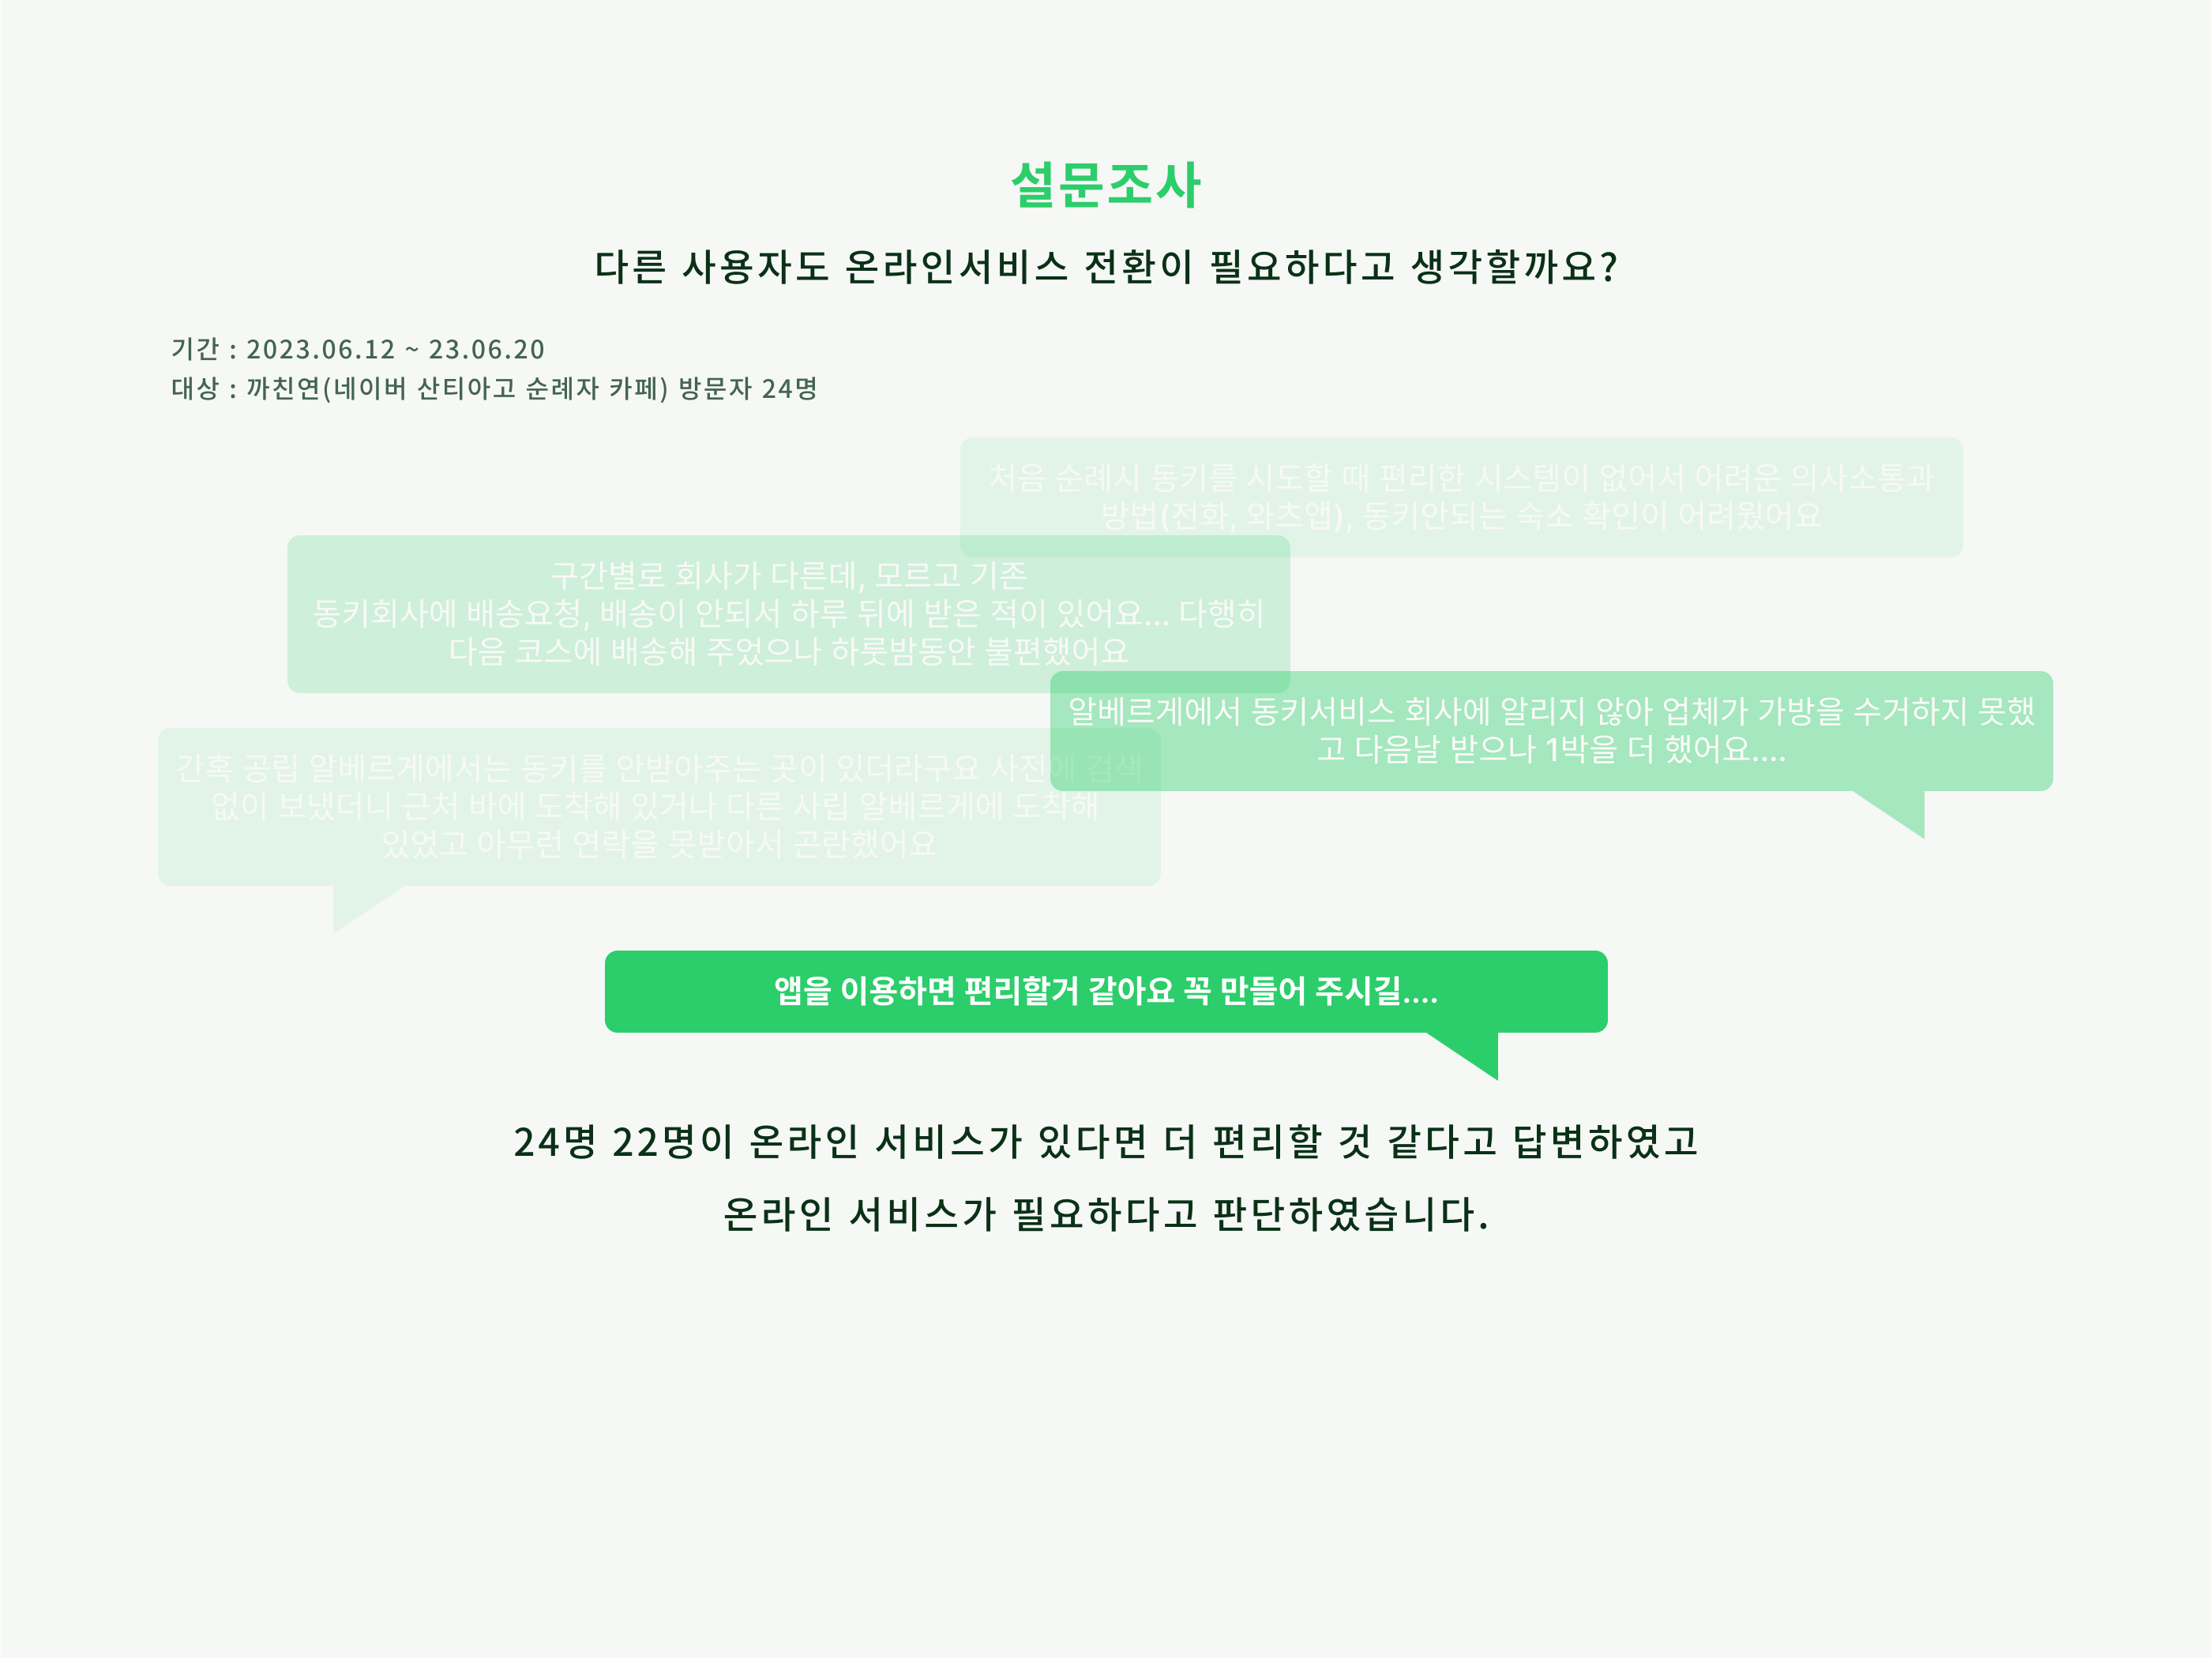 설문조사
다른 사용자도 온라인서비스 전환이 필요하다고 생각할까요?
기간 : 2023.06.12 ~ 23.06.20
대상 : 까친연(네이버 산티아고 순례자 카페) 방문자 24명
처음 순례시 동키를 시도할 때 편리한 시스템이 없어서 어려운 의사소통과
방법(전화, 와츠앱), 동키안되는 숙소 확인이 어려웠어요
구간별로 회사가 다른데, 모르고 기존
동키회사에 배송요청, 배송이 안되서 하루 뒤에 받은 적이 있어요... 다행히
다음 코스에 배송해 주었으나 하룻밤동안 불편했어요
알베르게에서 동키서비스 회사에 알리지 않아 업체가 가방을 수거하지 못했
고 다음날 받으나 1박을 더 했어요....
간혹 공립 알베르게에서는 동키를 안받아주는 곳이 있더라구요 사전에 검색
없이 보냈더니 근처 바에 도착해 있거나 다른 사립 알베르게에 도착해
있었고 아무런 연락을 못받아서 곤란했어요
앱을 이용하면 편리할거 같아요 꼭 만들어 주시길....
24명 22명이 온라인 서비스가 있다면 더 편리할 것 같다고 답변하였고
온라인 서비스가 필요하다고 판단하였습니다.